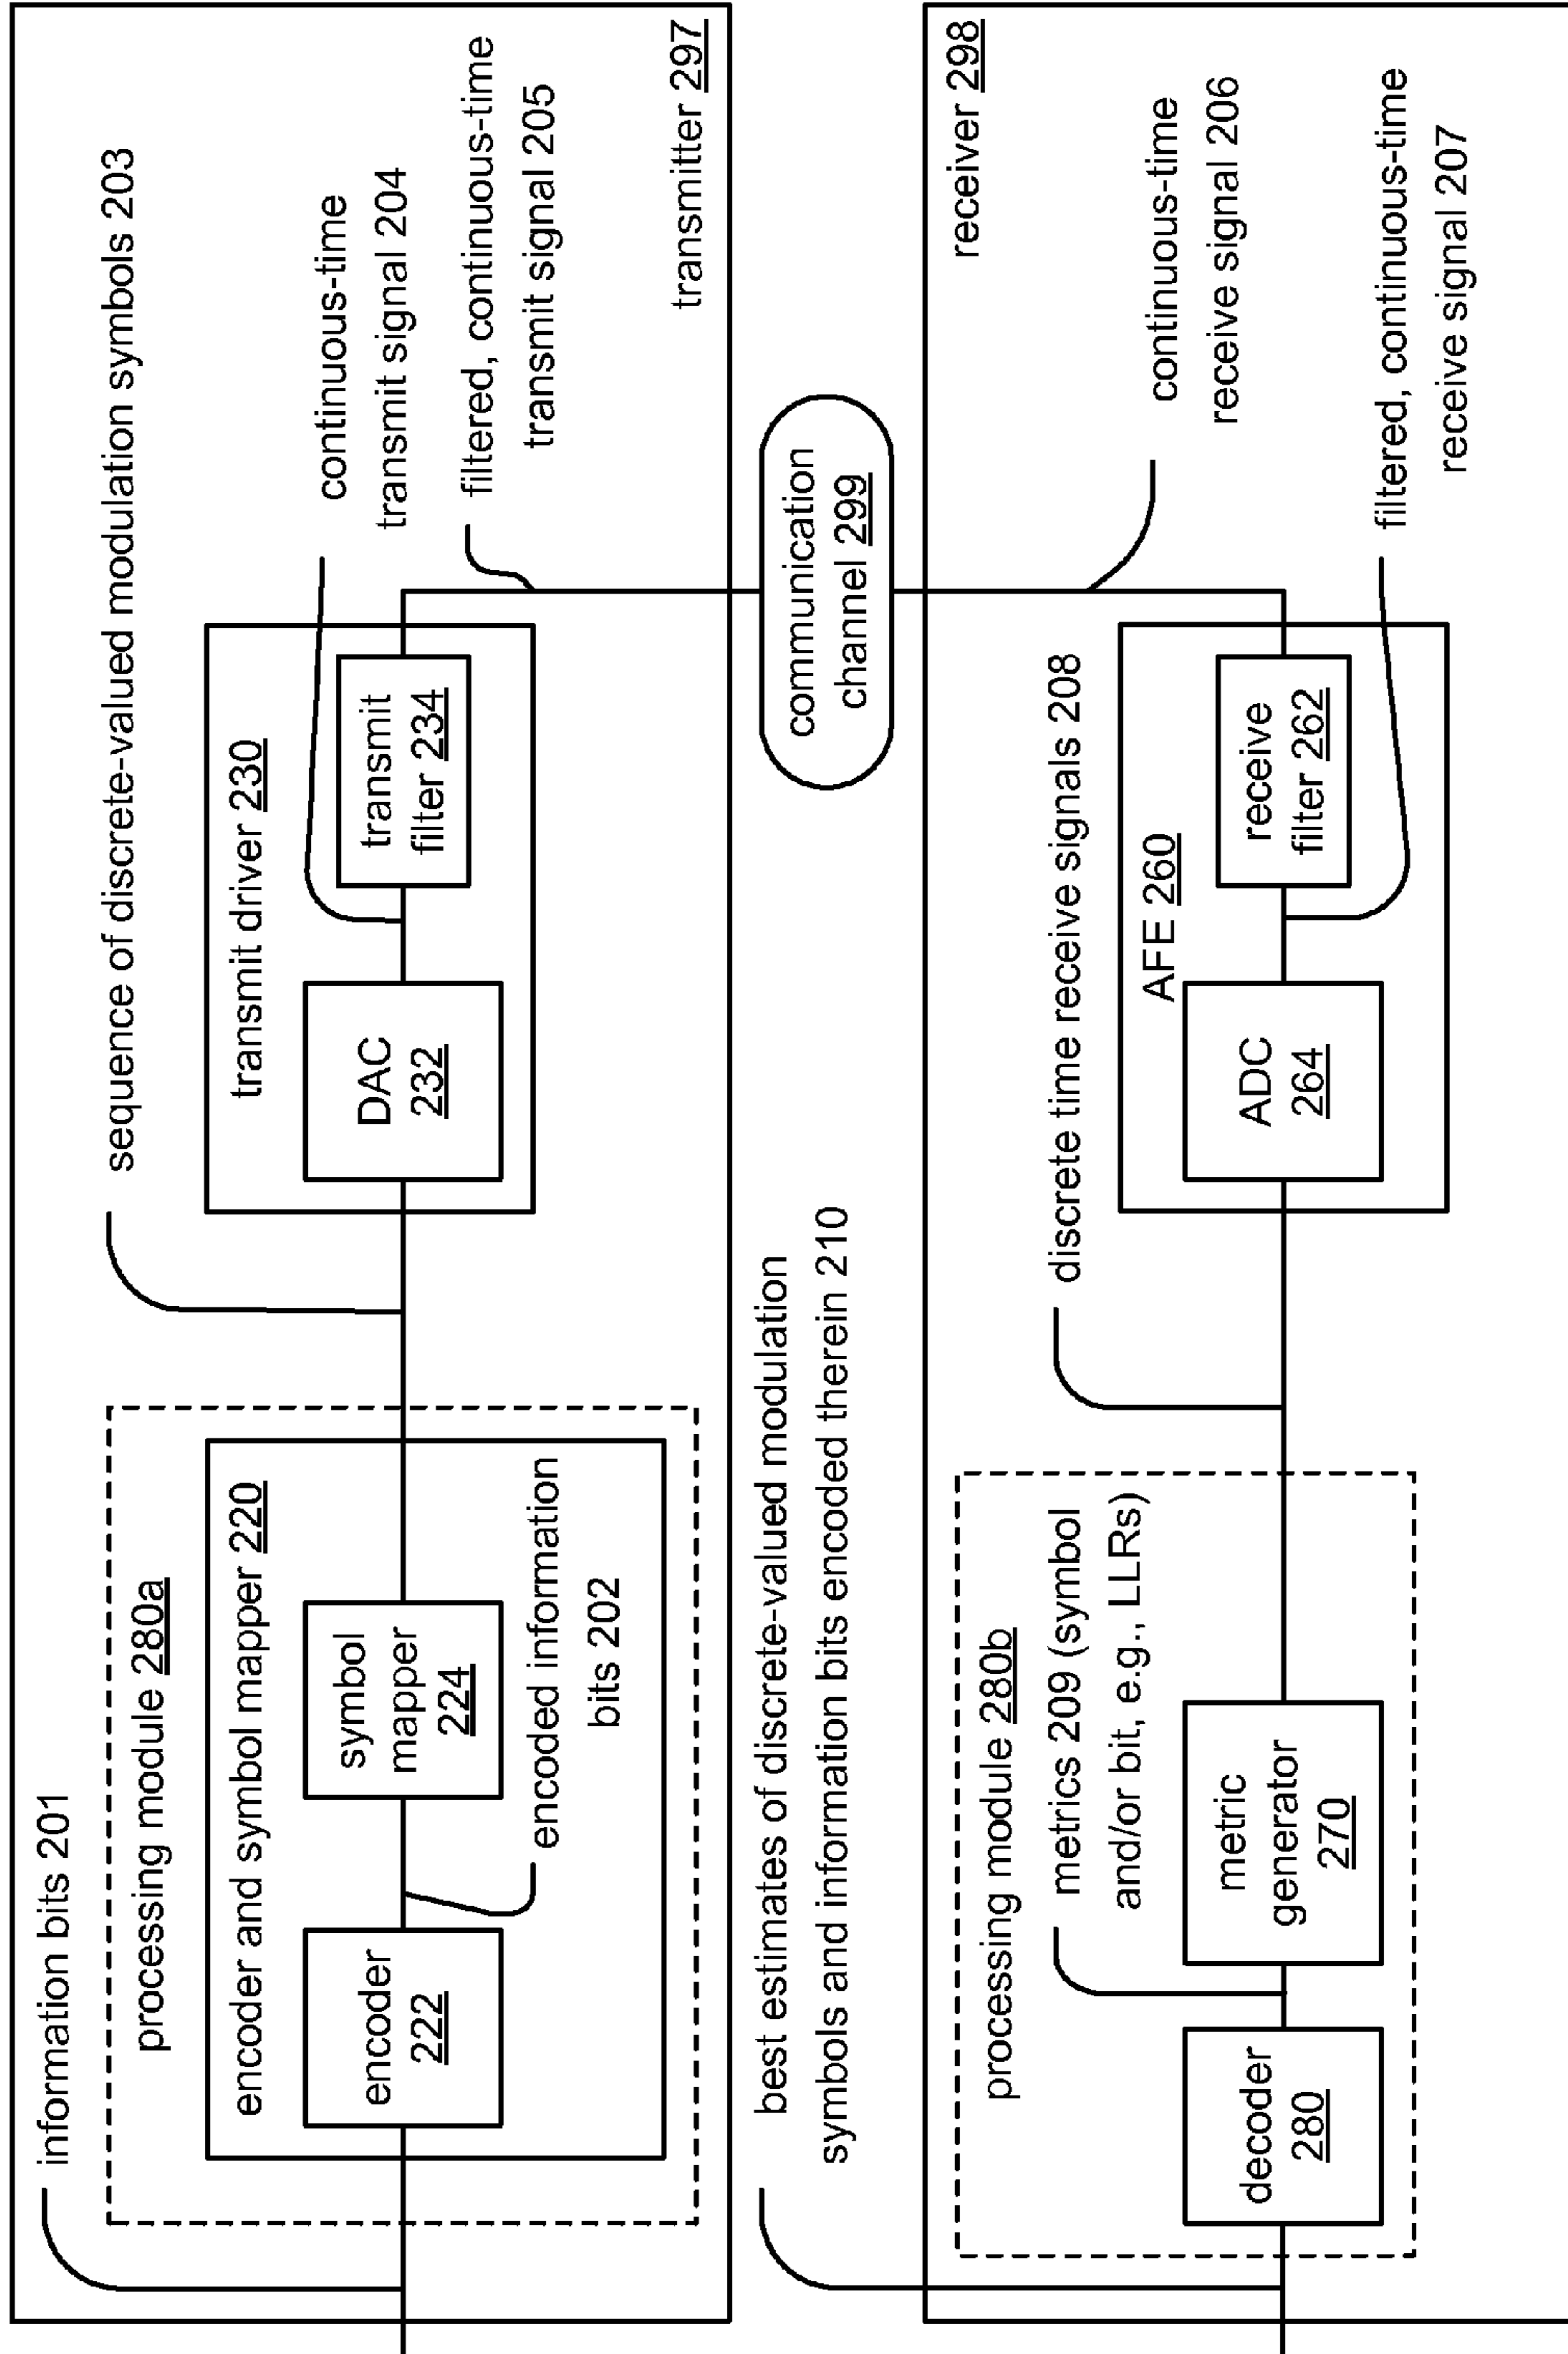 information bits 201
processing module 280a
encoder and symbol mapper 220
encoder
222
symbol
mapper
224
encoded information
bits 202
sequence of discrete-valued modulation symbols 203
transmit driver 230
DAC
232
transmit
filter 234
continuous-time
transmit signal 204
filtered, continuous-time
transmit signal 205
transmitter 297
communication
channel 299
best estimates of discrete-valued modulation
symbols and information bits encoded therein 210
processing module 280b
metrics 209 (symbol
and/or bit, e.g., LLRs)
decoder
280
metric
generator
270
discrete time receive signals 208
AFE 260
ADC
264
receive
filter 262
receiver 298
continuous-time
receive signal 206
filtered, continuous-time
receive signal 207